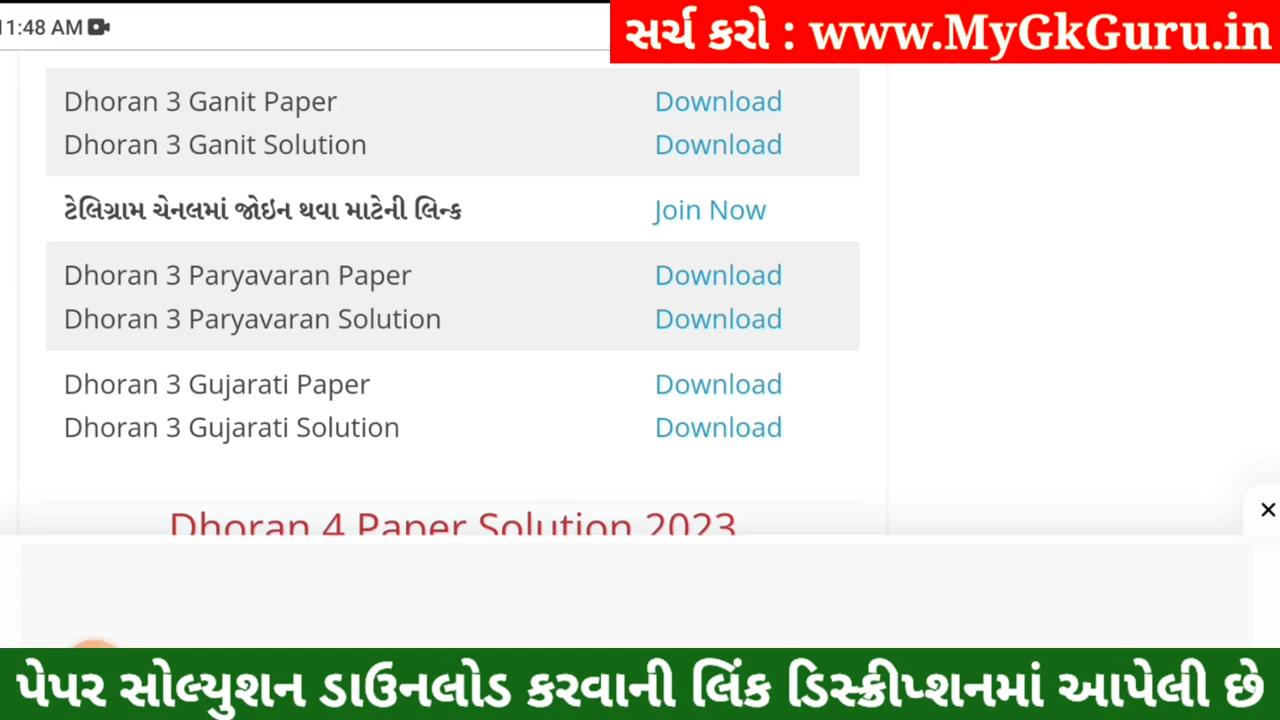 11:48 AM
સર્ચ કરો : www.MyGkGuru.in
Dhoran 3 Ganit Paper Download
Dhoran 3 Ganit Solution Download
ટેલિગ્રામ ચેનલમાં જોઇન થવા માટેની લિન્ક Join Now
Dhoran 3 Paryavaran Paper Download
Dhoran 3 Paryavaran Solution Download
Dhoran 3 Gujarati Paper Download
Dhoran 3 Gujarati Solution Download
Dhoran 4 Paper Solution 2023
પેપર સોલ્યુશન ડાઉનલોડ કરવાની લિંક ડિસ્ક્રીપ્શનમાં આપેલી છે